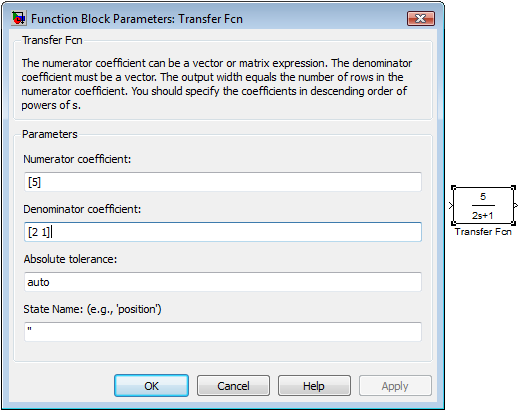 Function Block Parameters: Transfer Fcn
Transfer Fcn
The numerator coefficient can be a vector or matrix expression. The denominator
coefficient must be a vector. The output width equals the number of rows in the
numerator coefficient. You should specify the coefficients in descending order of
powers of s.
Parameters
Numerator coefficient:
[5]
Denominator coefficient:
[2 1]
Absolute tolerance:
auto
State Name: (e.g., 'position')
''
OK Cancel Help Apply
5
2s+1
Transfer Fcn